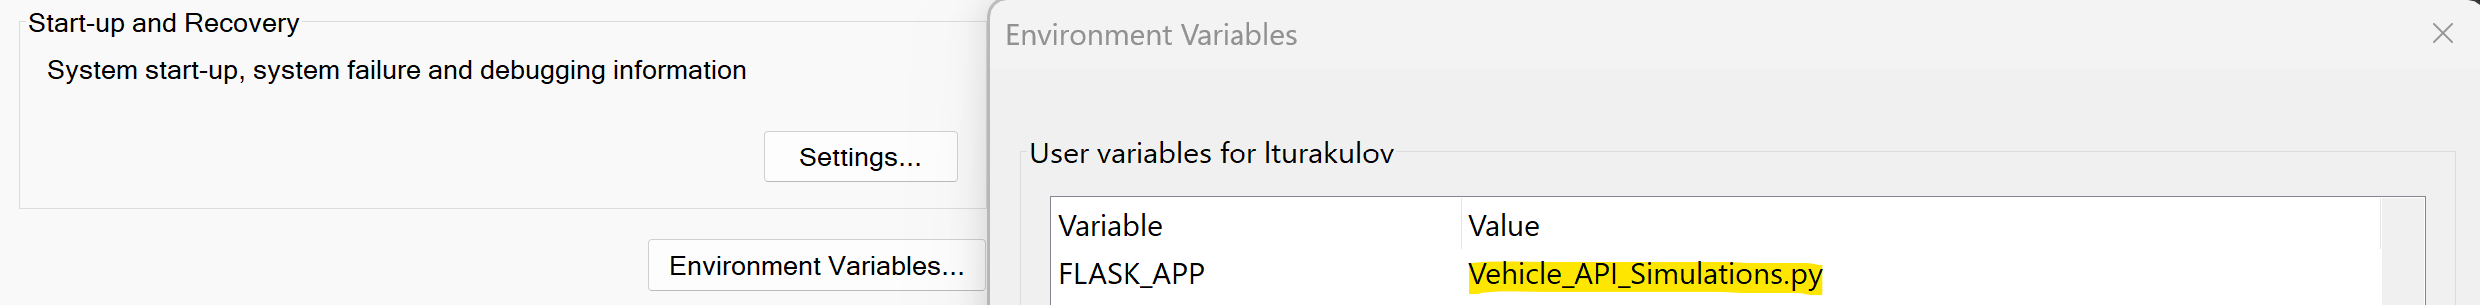 Start-up and Recovery
System start-up, system failure and debugging information
Settings...
Environment Variables...
Environment Variables
User variables for lturakulov
Variable Value
FLASK_APP Vehicle_API_Simulations.py